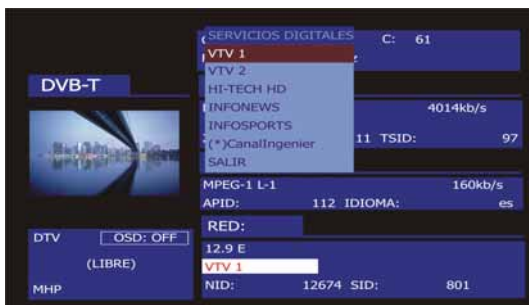 SERVICIOS DIGITALES
C: 61
VTV 1
VTV 2
DVB-T
HI-TECH HD
INFONEWS
4014kb/s
INFOSPORTS
(*)CanalIngenier
11 TSID: 97
SALIR
MPEG-1 L-1 160kb/s
APID: 112 IDIOMA: es
RED:
DTV OSD: OFF
12.9 E
(LIBRE)
VTV 1
MHP
NID: 12674 SID: 801